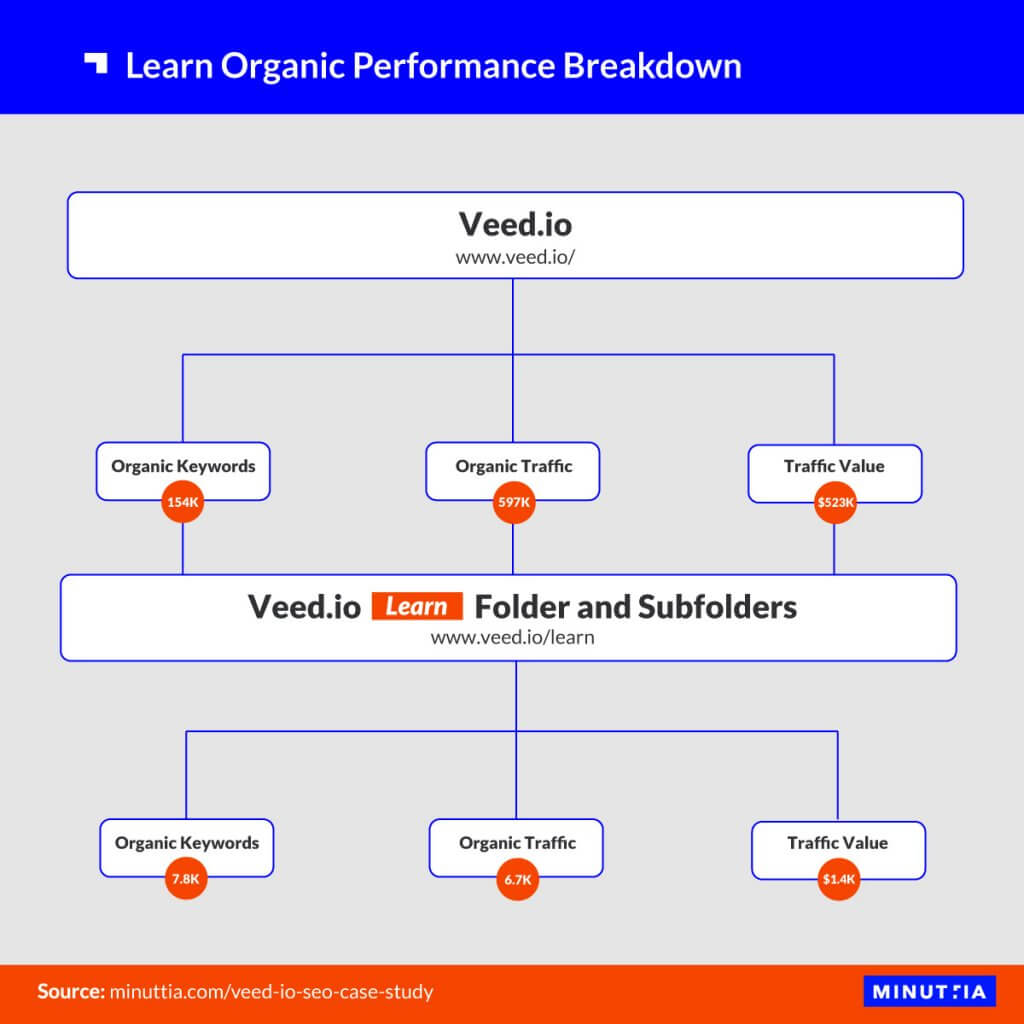 Learn Organic Performance Breakdown
Veed.io
www.veed.io/
Organic Keywords
154K
Organic Traffic
597K
Traffic Value
$523K
Veed.io Learn Folder and Subfolders
www.veed.io/learn
Organic Keywords
7.8K
Organic Traffic
6.7K
Traffic Value
$1.4K
Source: minuttia.com/veed-io-seo-case-study
MINUTTIA